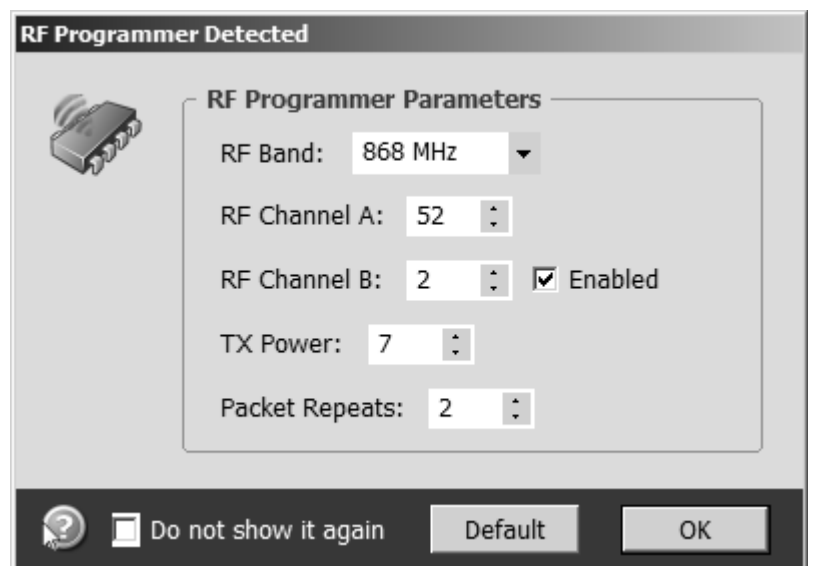 RF Programmer Detected
RF Programmer Parameters
RF Band: 868 MHz
RF Channel A: 52
RF Channel B: 2 Enabled
TX Power: 7
Packet Repeats: 2
? Do not show it again Default OK